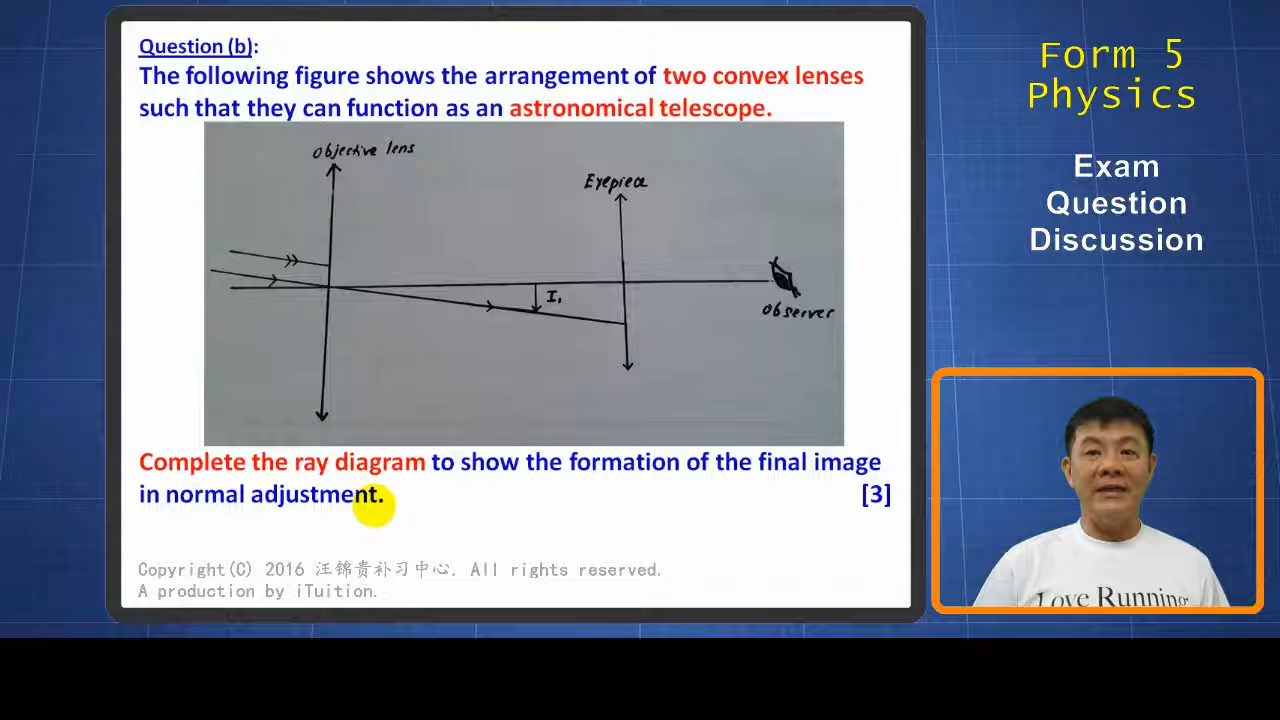 Question (b):
The following figure shows the arrangement of two convex lenses
such that they can function as an astronomical telescope.
Objective lens
Eyepiece
I₁
Observer
Complete the ray diagram to show the formation of the final image
in normal adjustment. [3]
Copyright(C) 2016 汪锦贵补习中心. All rights reserved.
A production by iTuition.
Form 5
Physics
Exam
Question
Discussion
Love Running